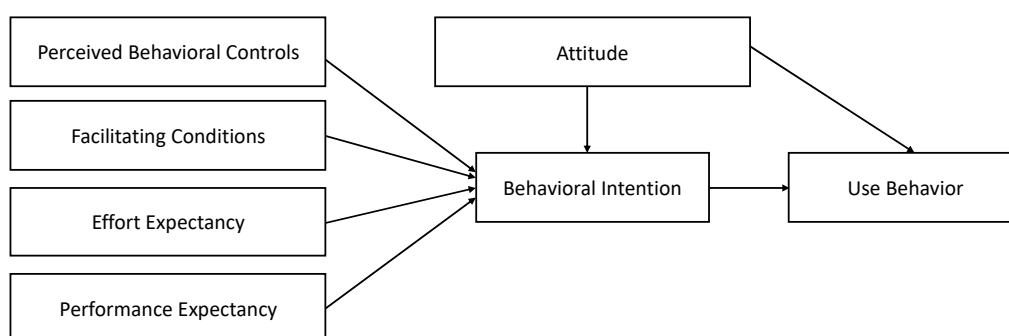 Perceived Behavioral Controls
Attitude
Facilitating Conditions
Behavioral Intention
Use Behavior
Effort Expectancy
Performance Expectancy